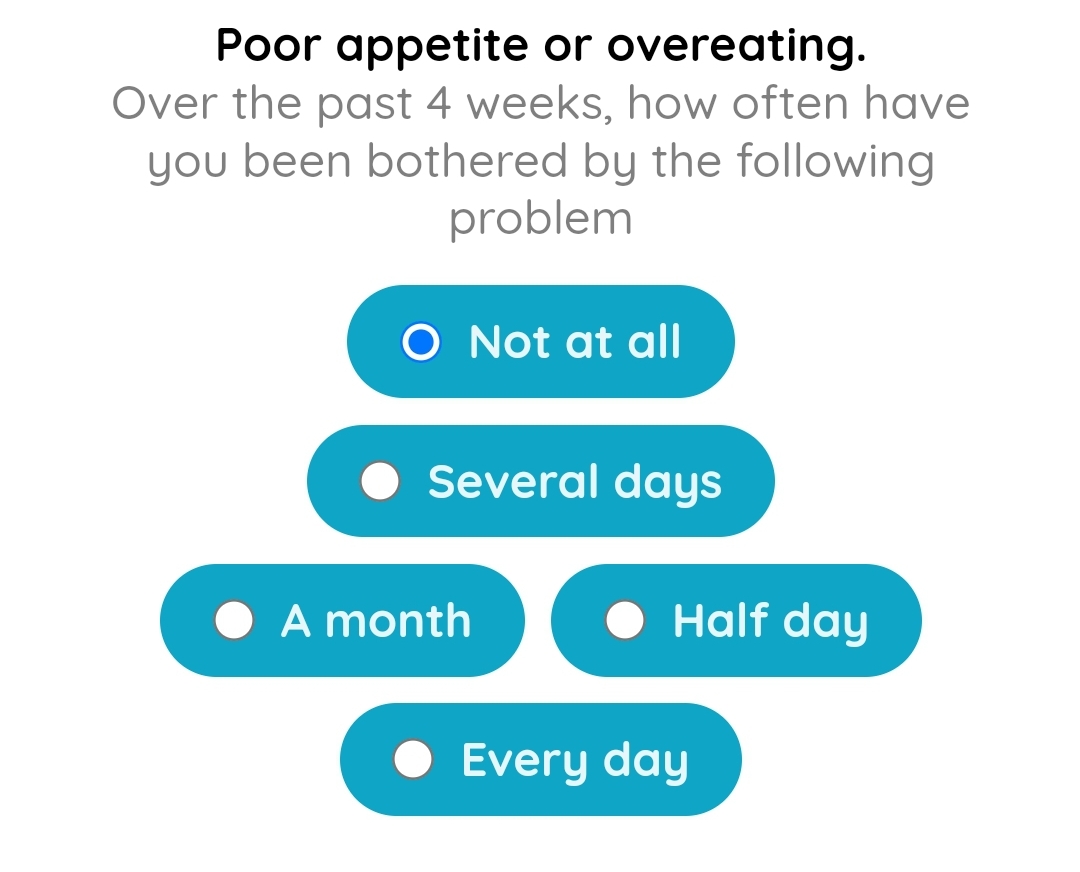 Poor appetite or overeating.
Over the past 4 weeks, how often have
you been bothered by the following
problem
Not at all
Several days
A month
Half day
Every day